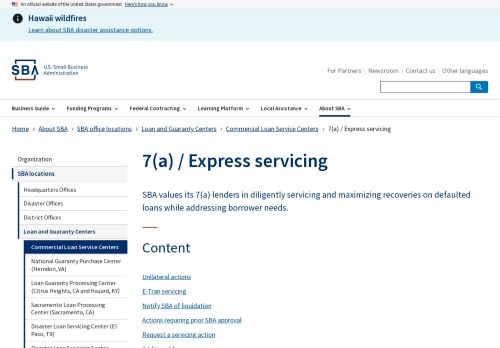 An official website of the United States government Here's how you know
Hawaii wildfires
Learn about SBA disaster assistance options.
SBA
U.S. Small Business
Administration
For Partners | Newsroom | Contact us | Other languages
Business Guide Funding Programs Federal Contracting Learning Platform Local Assistance About SBA
Home › About SBA › SBA office locations › Loan and Guaranty Centers › Commercial Loan Service Centers › 7(a) / Express servicing
Organization
SBA locations
Headquarters Offices
Disaster Offices
District Offices
Loan and Guaranty Centers
Commercial Loan Service Centers
National Guaranty Purchase Center
(Herndon, VA)
Loan Guaranty Processing Center
(Citrus Heights, CA and Hazard, KY)
Sacramento Loan Processing
Center (Sacramento, CA)
Disaster Loan Servicing Center (El
Paso, TX)
7(a) / Express servicing
SBA values its 7(a) lenders in diligently servicing and maximizing recoveries on defaulted
loans while addressing borrower needs.
Content
Unilateral actions
E-Tran servicing
Notify SBA of liquidation
Actions requiring prior SBA approval
Request a servicing action